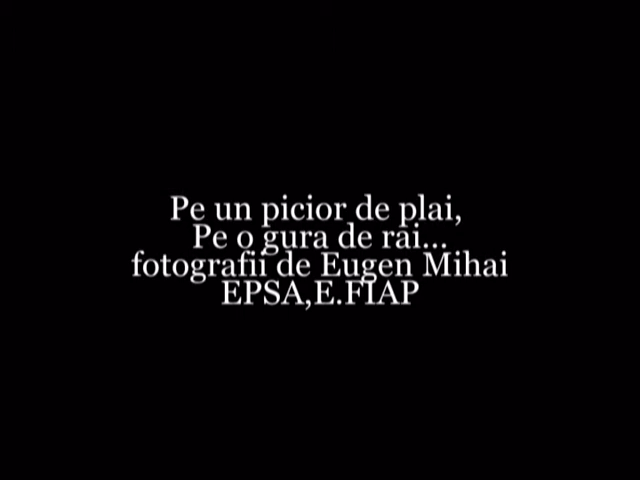 Pe un picior de plai,
Pe o gura de rai...
fotografii de Eugen Mihai
EPSA,E.FIAP